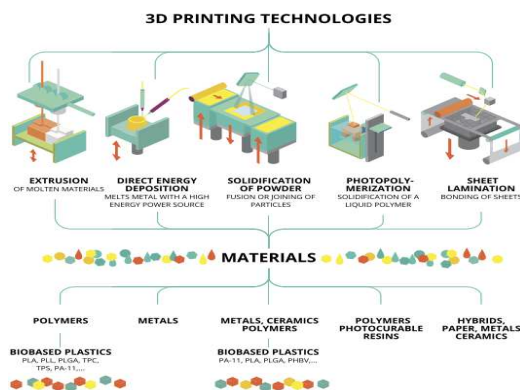 3D PRINTING TECHNOLOGIES
EXTRUSION
OF MOLTEN MATERIALS
DIRECT ENERGY
DEPOSITION
MELTS METAL WITH A HIGH
ENERGY POWER SOURCE
SOLIDIFICATION
OF POWDER
FUSION OR JOINING OF
PARTICLES
PHOTOPOLY-
MERIZATION
SOLIDIFICATION OF A
LIQUID POLYMER
SHEET
LAMINATION
BONDING OF SHEETS
MATERIALS
POLYMERS
METALS
METALS, CERAMICS
POLYMERS
POLYMERS
PHOTOCURABLE
RESINS
HYBRIDS,
PAPER, METALS
CERAMICS
BIOBASED PLASTICS
PLA, PLL, PLGA, TPC,
TPS, PA-11,...
BIOBASED PLASTICS
PA-11, PLA, PLGA, PHBV,...